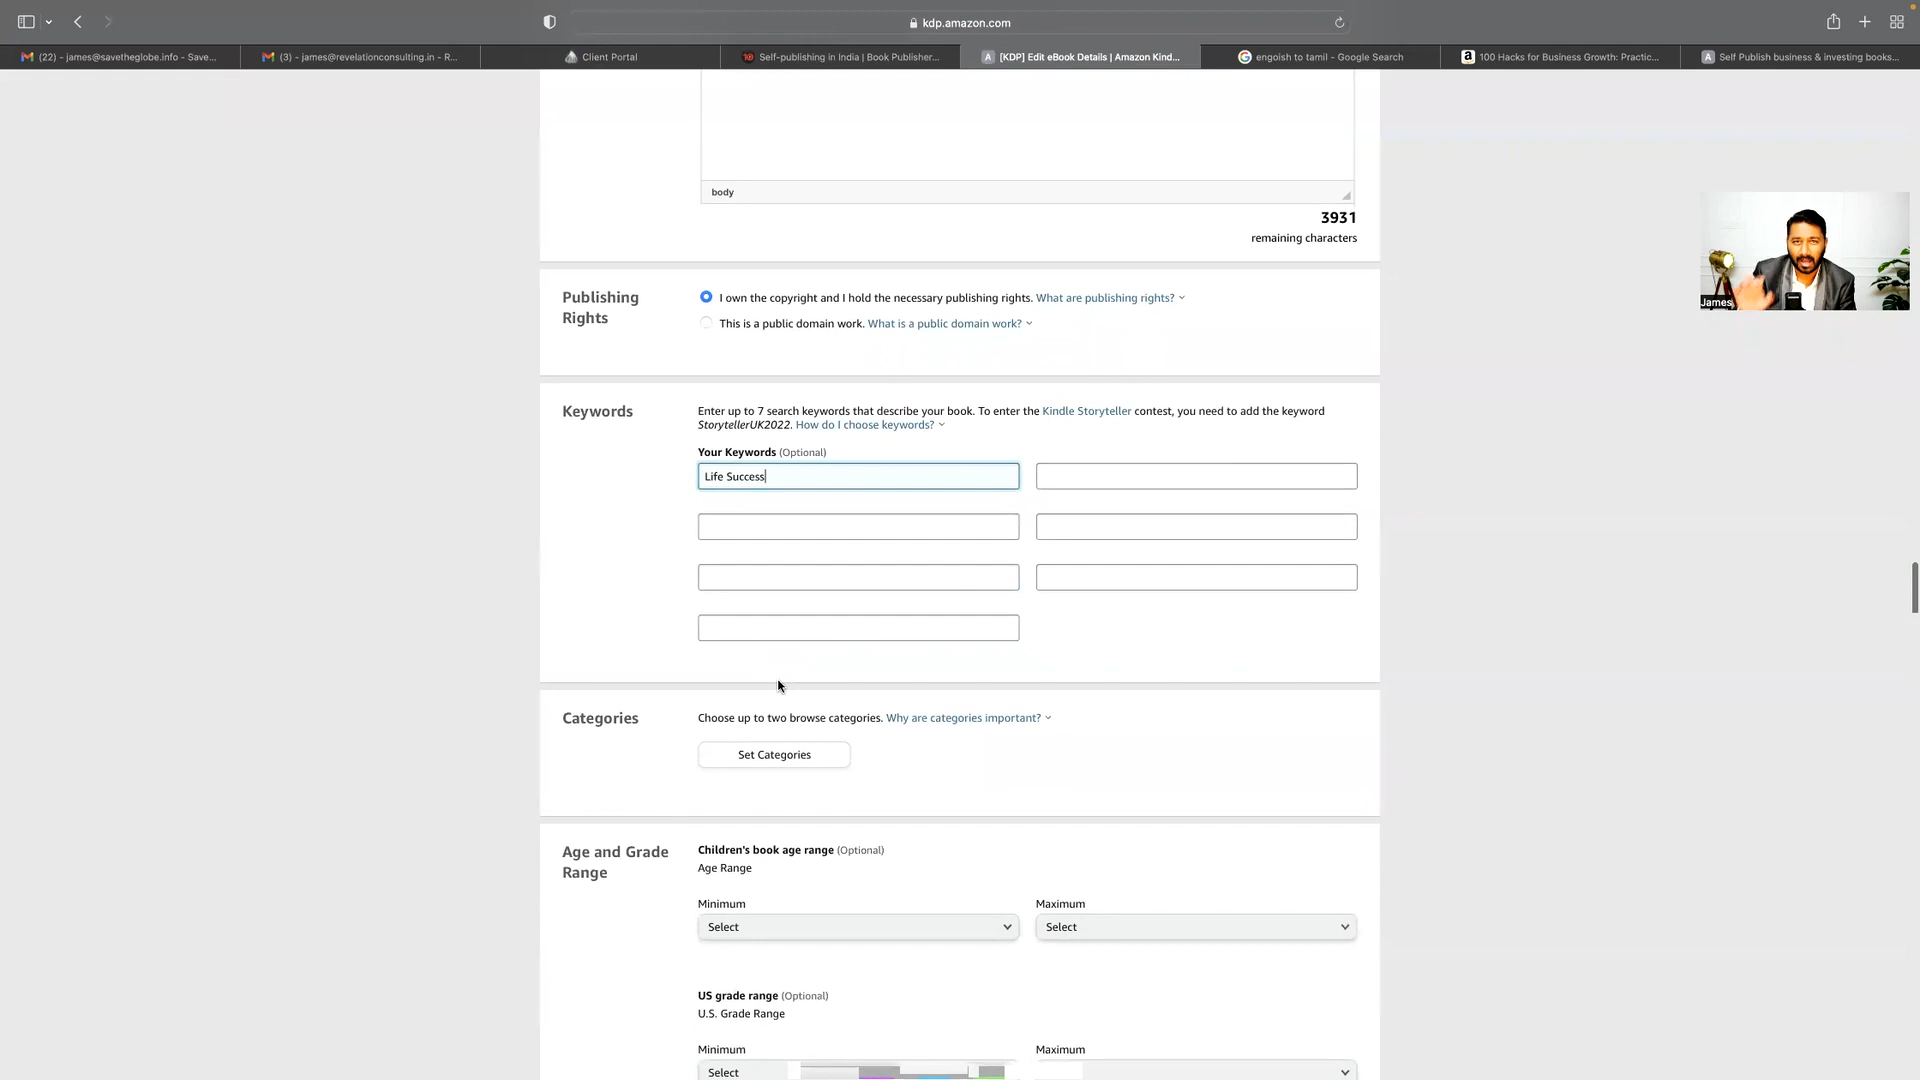 kdp.amazon.com
(22) - james@savetheglobe.info - Save...
(3) - james@revelationconsulting.in - R...
Client Portal
Self-publishing in India | Book Publisher...
[KDP] Edit eBook Details | Amazon Kind...
engoish to tamil - Google Search
100 Hacks for Business Growth: Practic...
Self Publish business & investing books...
body
3931
remaining characters
James
Publishing
Rights
I own the copyright and I hold the necessary publishing rights. What are publishing rights?
This is a public domain work. What is a public domain work?
Keywords
Enter up to 7 search keywords that describe your book. To enter the Kindle Storyteller contest, you need to add the keyword
StorytellerUK2022. How do I choose keywords?
Your Keywords (Optional)
Life Success
Categories
Choose up to two browse categories. Why are categories important?
Set Categories
Age and Grade
Range
Children's book age range (Optional)
Age Range
Minimum
Maximum
Select
Select
US grade range (Optional)
U.S. Grade Range
Minimum
Maximum
Select